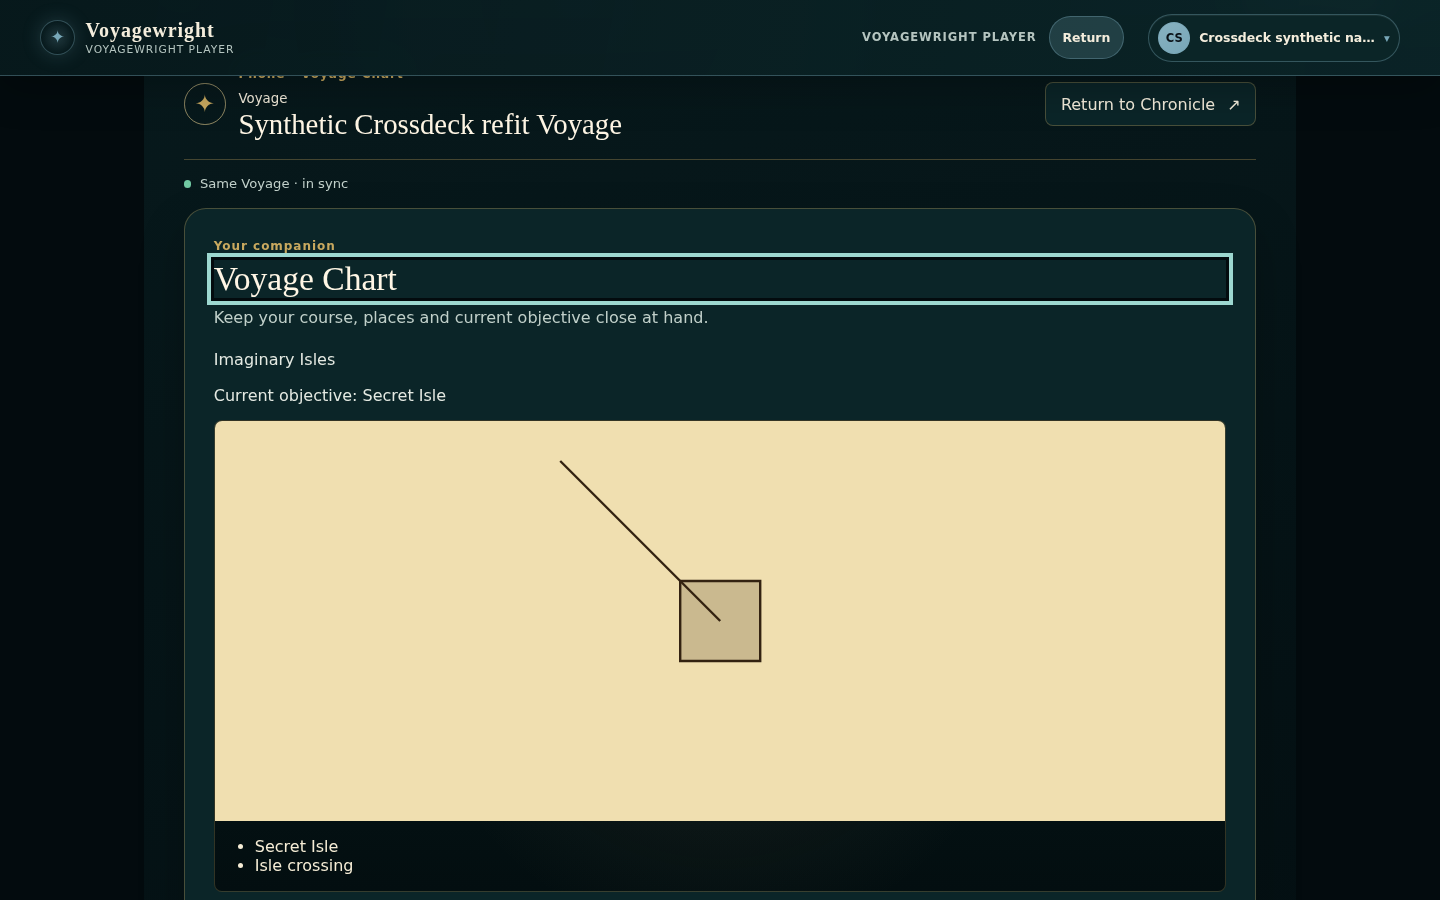 Voyagewright
VOYAGEWRIGHT PLAYER
VOYAGEWRIGHT PLAYER
Return
CS
Crossdeck synthetic na…
Voyage
Synthetic Crossdeck refit Voyage
Return to Chronicle ↗
Same Voyage · in sync
Your companion
Voyage Chart
Keep your course, places and current objective close at hand.
Imaginary Isles
Current objective: Secret Isle
• Secret Isle
• Isle crossing